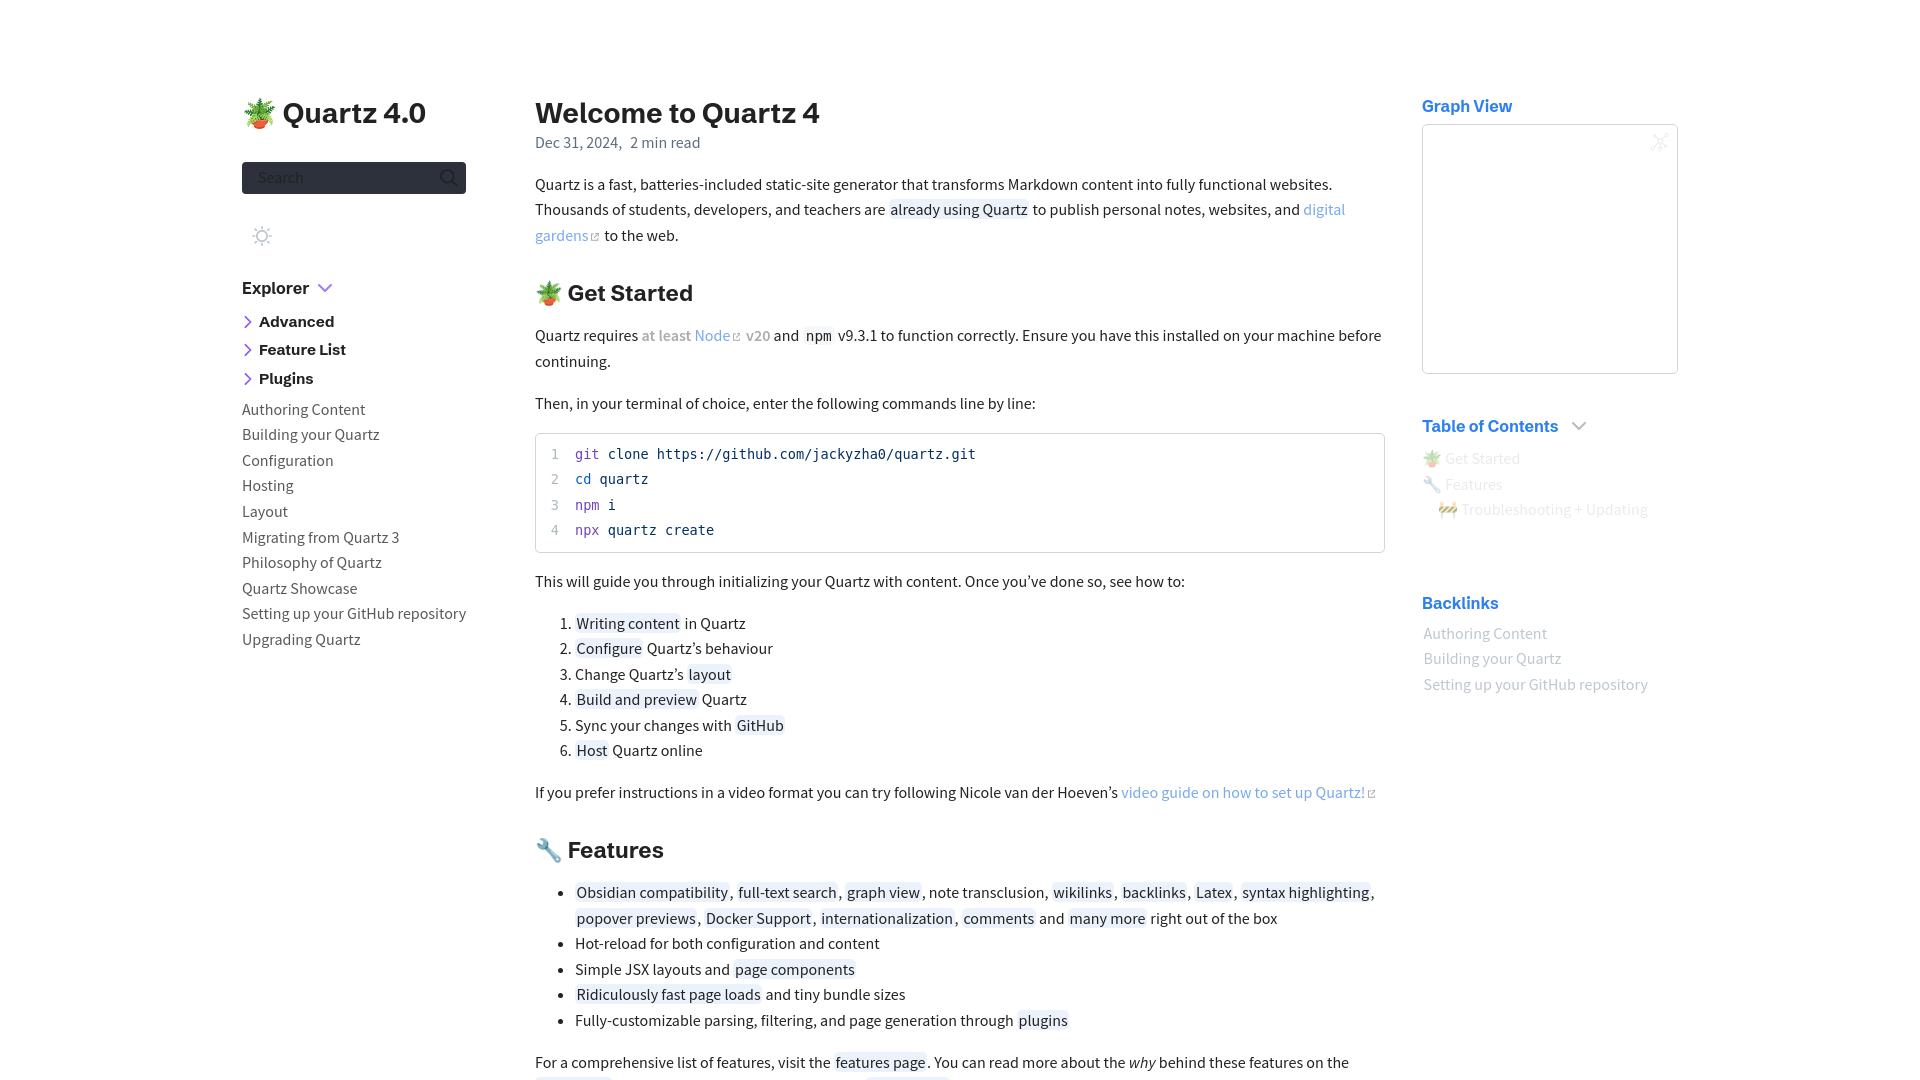 Quartz 4.0
Search
Explorer
Advanced
Feature List
Plugins
Authoring Content
Building your Quartz
Configuration
Hosting
Layout
Migrating from Quartz 3
Philosophy of Quartz
Quartz Showcase
Setting up your GitHub repository
Upgrading Quartz
Welcome to Quartz 4
Dec 31, 2024, 2 min read
Quartz is a fast, batteries-included static-site generator that transforms Markdown content into fully functional websites.
Thousands of students, developers, and teachers are already using Quartz to publish personal notes, websites, and digital
gardens to the web.
Get Started
Quartz requires at least Node v20 and npm v9.3.1 to function correctly. Ensure you have this installed on your machine before
continuing.
Then, in your terminal of choice, enter the following commands line by line:
1 git clone https://github.com/jackyzha0/quartz.git
2 cd quartz
3 npm i
4 npx quartz create
This will guide you through initializing your Quartz with content. Once you’ve done so, see how to:
1. Writing content in Quartz
2. Configure Quartz’s behaviour
3. Change Quartz’s layout
4. Build and preview Quartz
5. Sync your changes with GitHub
6. Host Quartz online
If you prefer instructions in a video format you can try following Nicole van der Hoeven’s video guide on how to set up Quartz!
Features
• Obsidian compatibility, full-text search, graph view, note transclusion, wikilinks, backlinks, Latex, syntax highlighting,
popover previews, Docker Support, internationalization, comments and many more right out of the box
• Hot-reload for both configuration and content
• Simple JSX layouts and page components
• Ridiculously fast page loads and tiny bundle sizes
• Fully-customizable parsing, filtering, and page generation through plugins
For a comprehensive list of features, visit the features page. You can read more about the why behind these features on the
Graph View
Table of Contents
Get Started
Features
Troubleshooting + Updating
Backlinks
Authoring Content
Building your Quartz
Setting up your GitHub repository